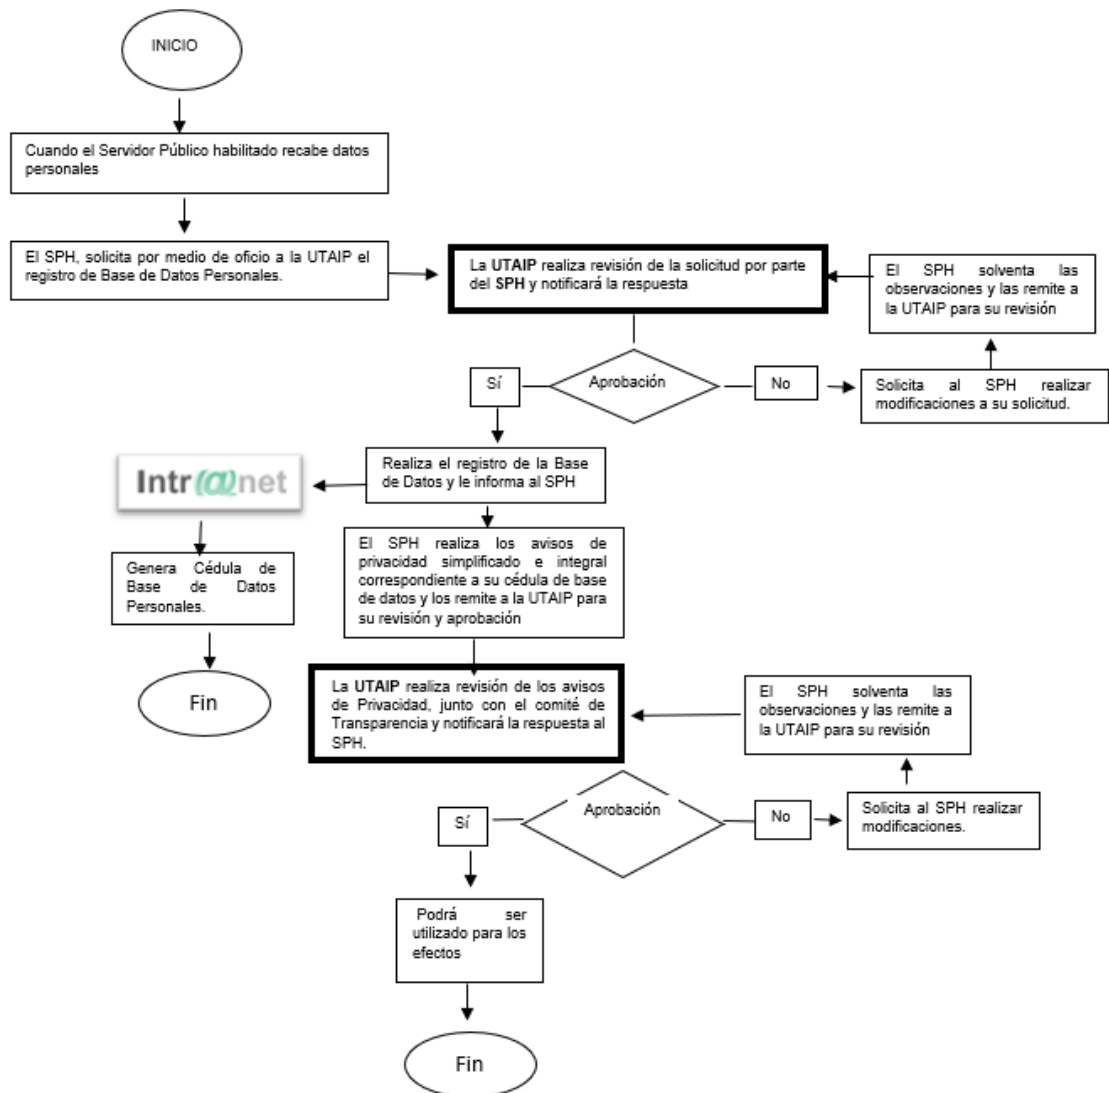 INICIO
Cuando el Servidor Público habilitado recabe datos
personales
El SPH, solicita por medio de oficio a la UTAIP el
registro de Base de Datos Personales.
La UTAIP realiza revisión de la solicitud por parte
del SPH y notificará la respuesta
El SPH solventa las
observaciones y las remite a
la UTAIP para su revisión
Sí
Aprobación
No
Solicita al SPH realizar
modificaciones a su solicitud.
Realiza el registro de la Base
de Datos y le informa al SPH
Intr@net
Genera Cédula de
Base de Datos
Personales.
Fin
El SPH realiza los avisos de
privacidad simplificado e integral
correspondiente a su cédula de base
de datos y los remite a la UTAIP para
su revisión y aprobación
La UTAIP realiza revisión de los avisos
de Privacidad, junto con el comité de
Transparencia y notificará la respuesta al
SPH.
El SPH solventa las
observaciones y las remite a
la UTAIP para su revisión
Sí
Aprobación
No
Solicita al SPH realizar
modificaciones.
Podrá ser
utilizado para los
efectos
Fin